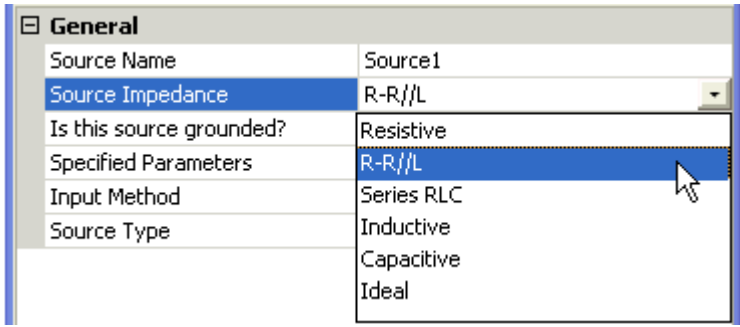 General
Source Name Source1
Source Impedance R-R//L
Is this source grounded? Resistive
Specified Parameters R-R//L
Input Method Series RLC
Source Type Inductive
Capacitive
Ideal